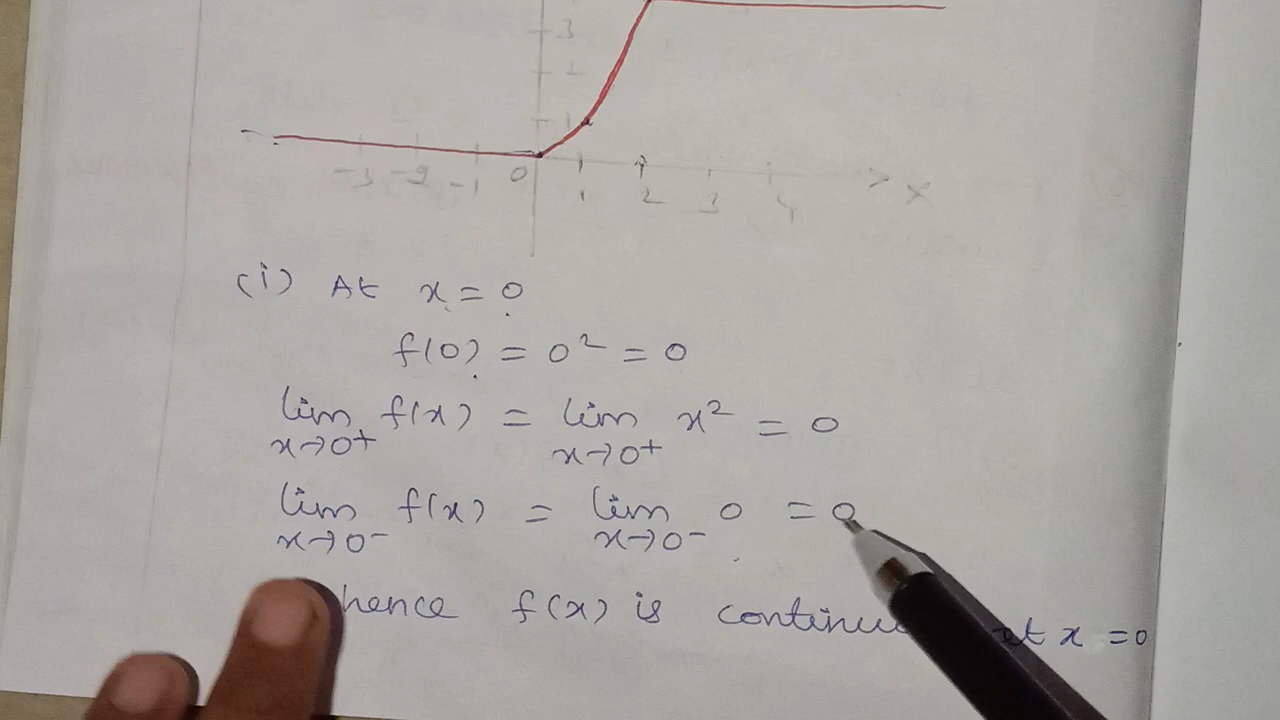 3
2
1
-3 -2 -1 0 1 2 3 4 > x
(i) At x = 0
f(0) = 0² = 0
lim x→0+ f(x) = lim x→0+ x² = 0
lim x→0- f(x) = lim x→0- 0 = 0
hence f(x) is at x = 0